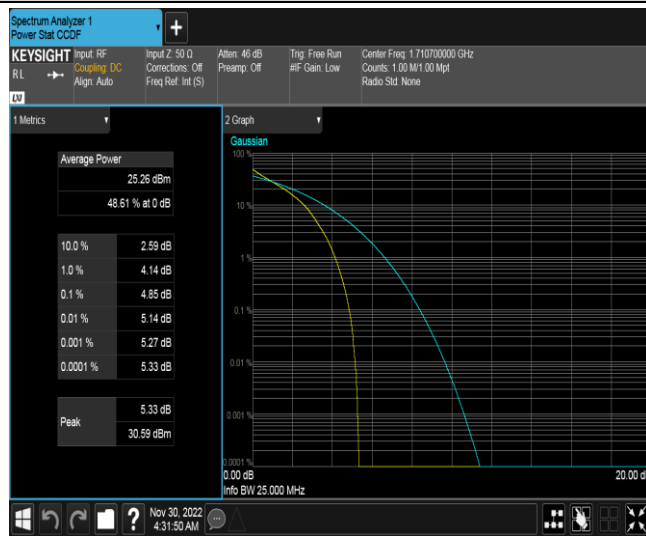 Spectrum Analyzer 1
Power Stat CCDF
+
KEYSIGHT
RL
LXI
Input: RF
Coupling: DC
Align: Auto
Input Z: 50 Ω
Corrections: Off
Freq Ref: Int (S)
Atten: 46 dB
Preamp: Off
Trig: Free Run
#IF Gain: Low
Center Freq: 1.710700000 GHz
Counts: 1.00 M/1.00 Mpt
Radio Std: None
1 Metrics
Average Power
25.26 dBm
48.61 % at 0 dB
10.0 % 2.59 dB
1.0 % 4.14 dB
0.1 % 4.85 dB
0.01 % 5.14 dB
0.001 % 5.27 dB
0.0001 % 5.33 dB
Peak
5.33 dB
30.59 dBm
2 Graph
Gaussian
100 %
10 %
1 %
0.1 %
0.01 %
0.001 %
0.0001 %
0.00 dB 20.00 d
Info BW 25.000 MHz
?
Nov 30, 2022
4:31:50 AM